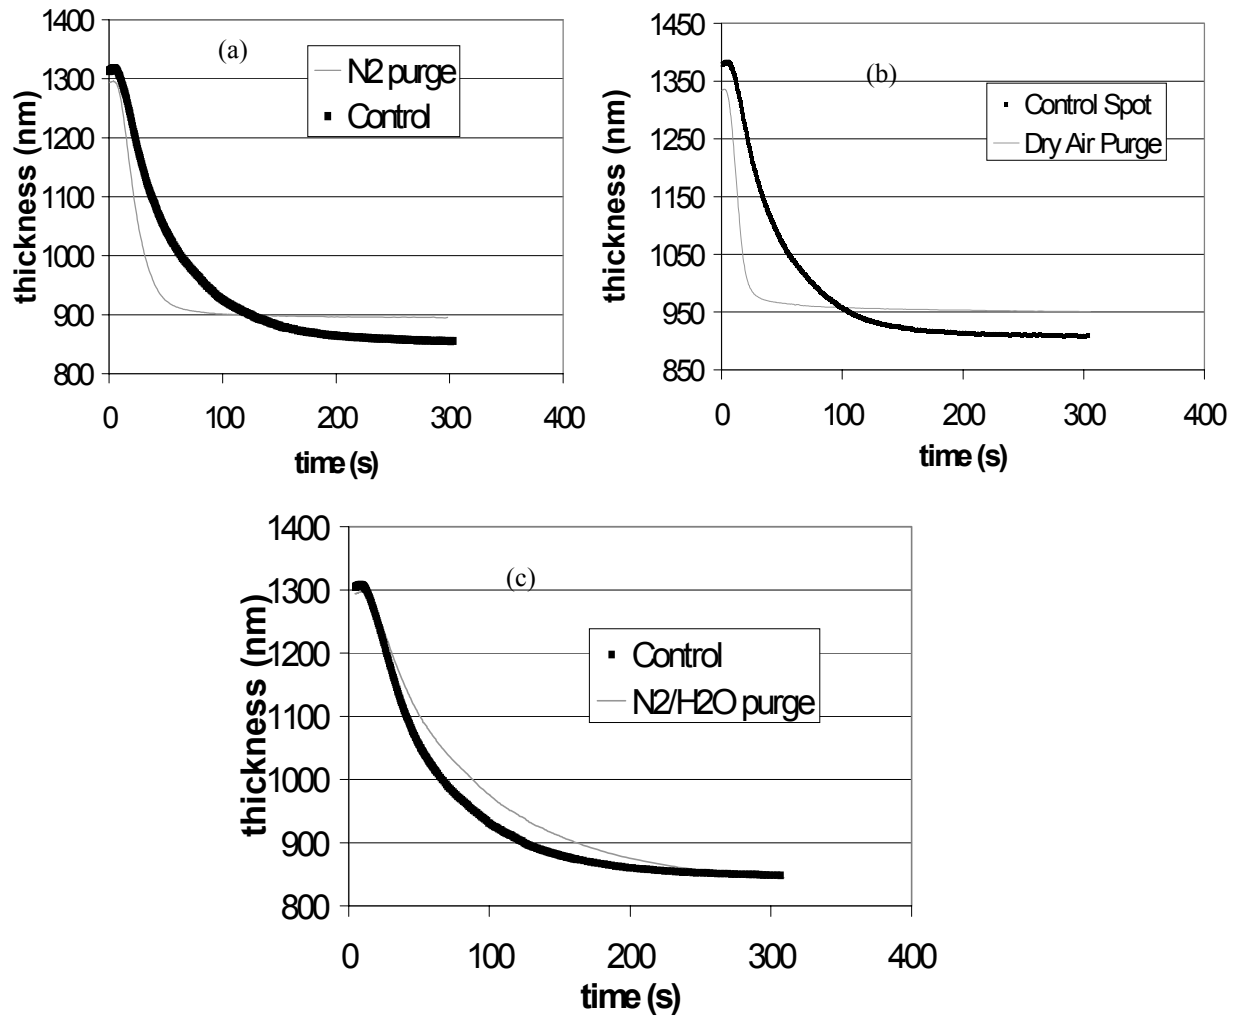 (a)
1400
1300
1200
1100
1000
900
800
0 100 200 300 400
thickness (nm)
time (s)
N2 purge
Control
(b)
1450
1350
1250
1150
1050
950
850
0 100 200 300 400
thickness (nm)
time (s)
Control Spot
Dry Air Purge
(c)
1400
1300
1200
1100
1000
900
800
0 100 200 300 400
thickness (nm)
time (s)
Control
N2/H2O purge